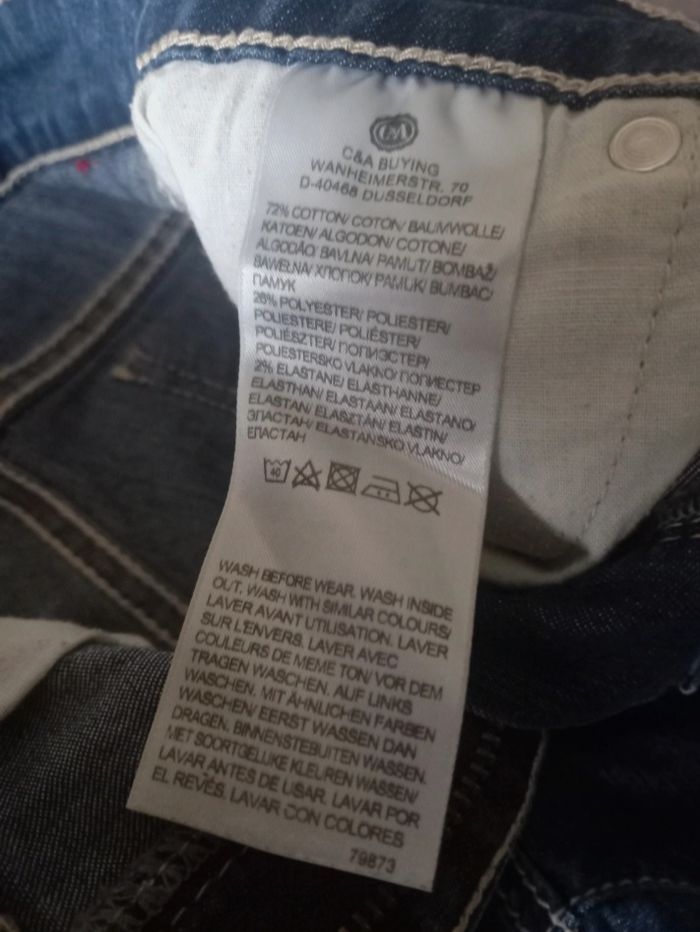 C&A
C&A BUYING
WANHEIMERSTR. 70
D-40468 DUSSELDORF
72% COTTON/ COTON/ BAUMWOLLE/
KATOEN/ ALGODON/ COTONE/
ALGODÃO/ BAVLNA/ PAMUT/ BOMBAŽ/
BAWEŁNA/ ХЛОПОК/ PAMUK/ BUMBAC/
ПАМУК
26% POLYESTER/ POLIESTER/
POLIESTERE/ POLIÉSTER/
POLIÉSZTER/ ПОЛИЭСТЕР/
POLIESTERSKO VLAKNO/ ПОЛИЕСТЕР
2% ELASTANE/ ELASTHANNE/
ELASTHAN/ ELASTAAN/ ELASTANO/
ELASTAN/ ELASZTÁN/ ELASTIN/
ЭЛАСТАН/ ELASTANSKO VLAKNO/
ЕЛАСТАН
40
WASH BEFORE WEAR. WASH INSIDE
OUT. WASH WITH SIMILAR COLOURS/
LAVER AVANT UTILISATION. LAVER
SUR L'ENVERS. LAVER AVEC
COULEURS DE MEME TON/ VOR DEM
TRAGEN WASCHEN. AUF LINKS
WASCHEN. MIT ÄHNLICHEN FARBEN
WASCHEN/ EERST WASSEN DAN
DRAGEN. BINNENSTEBUITEN WASSEN.
MET SOORTGELIJKE KLEUREN WASSEN/
LAVAR ANTES DE USAR. LAVAR POR
EL REVÉS. LAVAR CON COLORES
79873